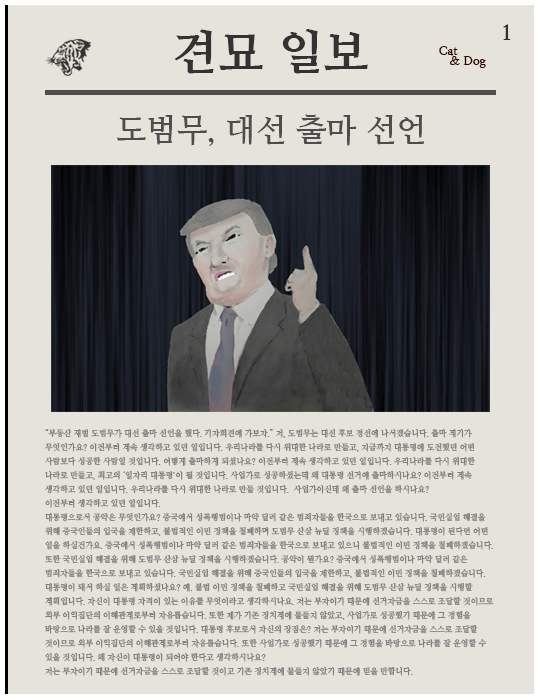 1
견묘 일보
Cat
& Dog
도범무, 대선 출마 선언
“부동산 재벌 도범무가 대선 출마 선언을 했다. 기자회견에 가보자.” 저, 도범무는 대선 후보 경선에 나서겠습니다. 출마 계기가
무엇인가요? 이전부터 계속 생각하고 있던 일입니다. 우리나라를 다시 위대한 나라로 만들고, 지금까지 대통령에 도전했던 어떤
사람보다 성공한 사람일 것입니다. 어떻게 출마하게 되셨나요? 이전부터 계속 생각하고 있던 일입니다. 우리나라를 다시 위대한
나라로 만들고, 최고의 ‘일자리 대통령’이 될 것입니다. 사업가로 성공하셨는데 왜 대통령 선거에 출마하시나요? 이전부터 계속
생각하고 있던 일입니다. 우리나라를 다시 위대한 나라로 만들 것입니다. 사업가이신데 왜 출마 선언을 하시나요?
이전부터 생각하고 있던 일입니다.
대통령으로서 공약은 무엇인가요? 중국에서 성폭행범이나 마약 딜러 같은 범죄자들을 한국으로 보내고 있습니다. 국민실업 해결을
위해 중국인들의 입국을 제한하고, 불법적인 이민 정책을 철폐하며 도범무 산삼 뉴딜 정책을 시행하겠습니다. 대통령이 된다면 어떤
일을 하실건가요. 중국에서 성폭행범이나 마약 딜러 같은 범죄자들을 한국으로 보내고 있으니 불법적인 이민 정책을 철폐하겠습니다.
또한 국민실업 해결을 위해 도범무 산삼 뉴딜 정책을 시행하겠습니다. 공약이 뭔가요? 중국에서 성폭행범이나 마약 딜러 같은
범죄자들을 한국으로 보내고 있습니다. 국민실업 해결을 위해 중국인들의 입국을 제한하고, 불법적인 이민 정책을 철폐하겠습니다.
대통령이 돼서 하실 일은 계획하셨나요? 예. 불법 이민 정책을 철폐하고 국민실업 해결을 위해 도범무 산삼 뉴딜 정책을 시행할
계획입니다. 자신이 대통령 자격이 있는 이유를 무엇이라고 생각하시나요. 저는 부자이기 때문에 선거자금을 스스로 조달할 것이므로
외부 이익집단의 이해관계로부터 자유롭습니다. 또한 제가 기존 정치계에 물들지 않았고, 사업가로 성공했기 때문에 그 경험을
바탕으로 나라를 잘 운영할 수 있을 것입니다. 대통령 후보로서 자신의 장점은? 저는 부자이기 때문에 선거자금을 스스로 조달할
것이므로 외부 이익집단의 이해관계로부터 자유롭습니다. 또한 사업가로 성공했기 때문에 그 경험을 바탕으로 나라를 잘 운영할 수
있을 것입니다. 왜 자신이 대통령이 되어야 한다고 생각하시나요?
저는 부자이기 때문에 선거자금을 스스로 조달할 것이고 기존 정치계에 물들지 않았기 때문에 믿을 만합니다.